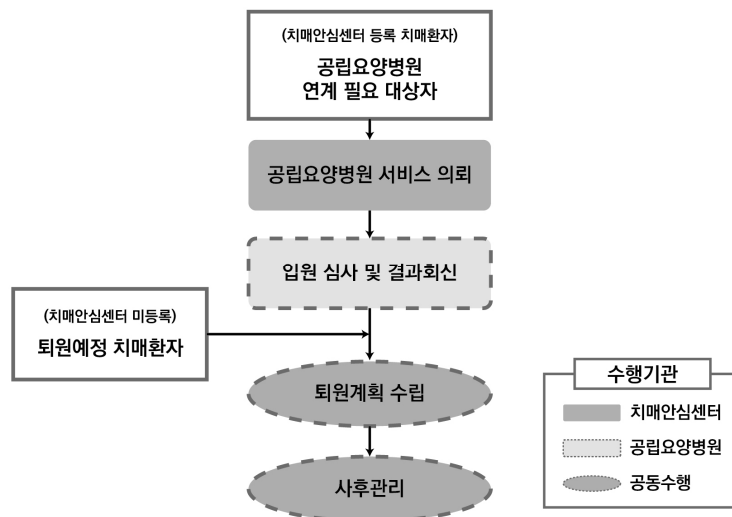 (치매안심센터 등록 치매환자)
공립요양병원
연계 필요 대상자
공립요양병원 서비스 의뢰
입원 심사 및 결과회신
(치매안심센터 미등록)
퇴원예정 치매환자
퇴원계획 수립
사후관리
수행기관
치매안심센터
공립요양병원
공동수행